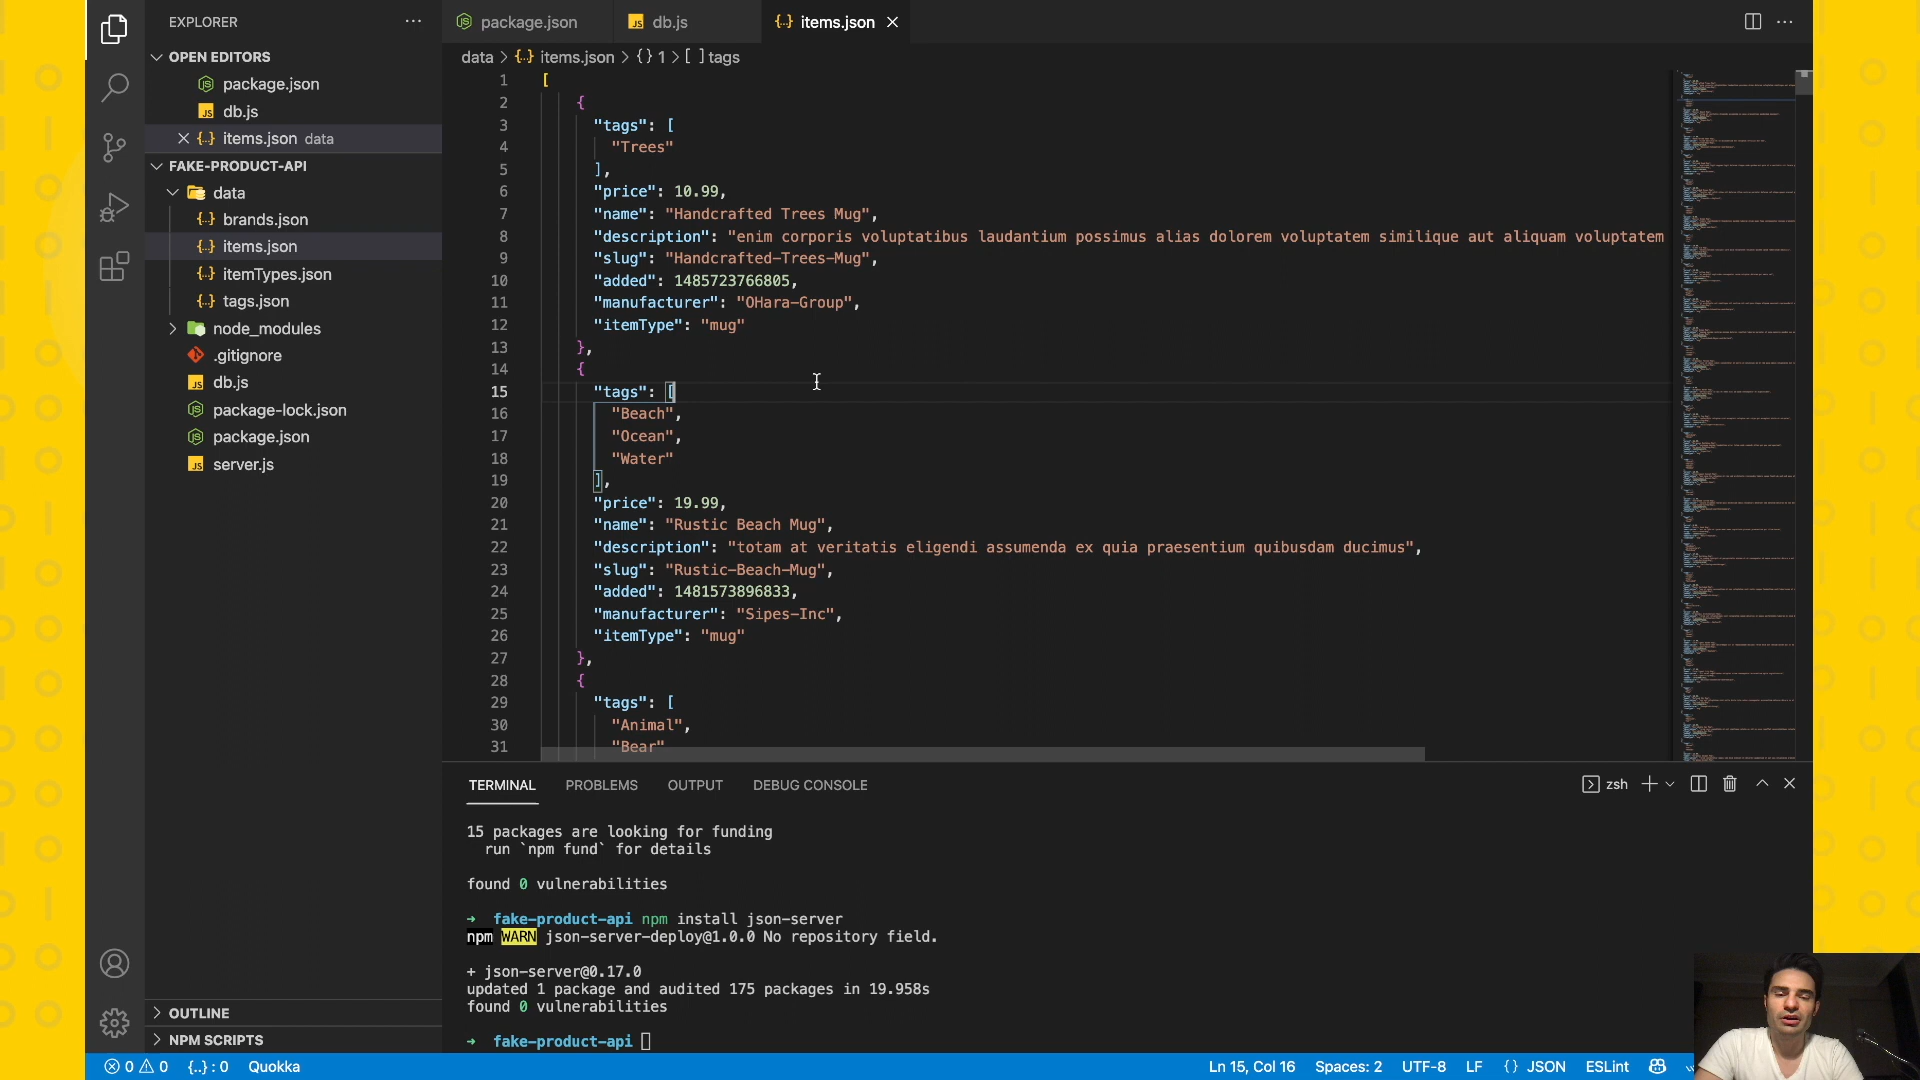 EXPLORER
OPEN EDITORS
package.json
db.js
items.json data
FAKE-PRODUCT-API
data
brands.json
items.json
itemTypes.json
tags.json
node_modules
.gitignore
db.js
package-lock.json
package.json
server.js
OUTLINE
NPM SCRIPTS
package.json
db.js
items.json
data > items.json > {} 1 > [ ] tags
1 [
2 {
3 "tags": [
4 "Trees"
5 ],
6 "price": 10.99,
7 "name": "Handcrafted Trees Mug",
8 "description": "enim corporis voluptatibus laudantium possimus alias dolorem voluptatem similique aut aliquam voluptatem
9 "slug": "Handcrafted-Trees-Mug",
10 "added": 1485723766805,
11 "manufacturer": "OHara-Group",
12 "itemType": "mug"
13 },
14 {
15 "tags": [
16 "Beach",
17 "Ocean",
18 "Water"
19 ],
20 "price": 19.99,
21 "name": "Rustic Beach Mug",
22 "description": "totam at veritatis eligendi assumenda ex quia praesentium quibusdam ducimus",
23 "slug": "Rustic-Beach-Mug",
24 "added": 1481573896833,
25 "manufacturer": "Sipes-Inc",
26 "itemType": "mug"
27 },
28 {
29 "tags": [
30 "Animal",
31 "Bear"
TERMINAL PROBLEMS OUTPUT DEBUG CONSOLE
zsh
15 packages are looking for funding
run `npm fund` for details
found 0 vulnerabilities
→ fake-product-api npm install json-server
npm WARN json-server-deploy@1.0.0 No repository field.
+ json-server@0.17.0
updated 1 package and audited 175 packages in 19.958s
found 0 vulnerabilities
→ fake-product-api
0 0 {..} : 0 Quokka
Ln 15, Col 16 Spaces: 2 UTF-8 LF {} JSON ESLint